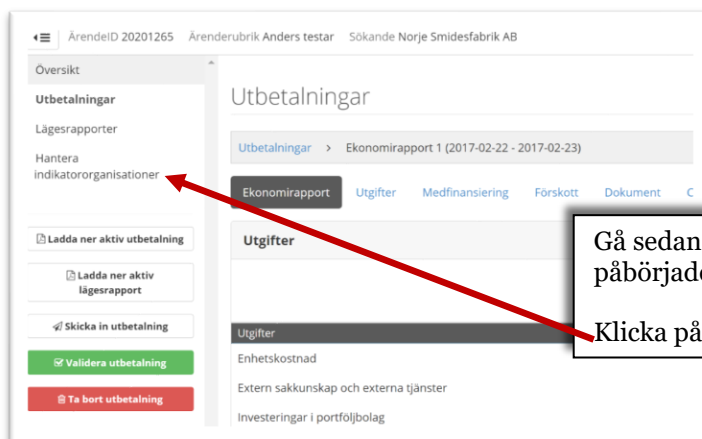 ÄrendeID 20201265 Ärenderubrik Anders testar Sökande Norje Smidesfabrik AB
Översikt
Utbetalningar
Lägesrapporter
Hantera
indikatororganisationer
Ladda ner aktiv utbetalning
Ladda ner aktiv
lägesrapport
Skicka in utbetalning
Validera utbetalning
Ta bort utbetalning
Utbetalningar
Utbetalningar > Ekonomirapport 1 (2017-02-22 - 2017-02-23)
Ekonomirapport Utgifter Medfinansiering Förskott Dokument
Utgifter
Utgifter
Enhetskostnad
Extern sakkunskap och externa tjänster
Investeringar i portföljbolag
Gå sedan
påbörjade
Klicka på